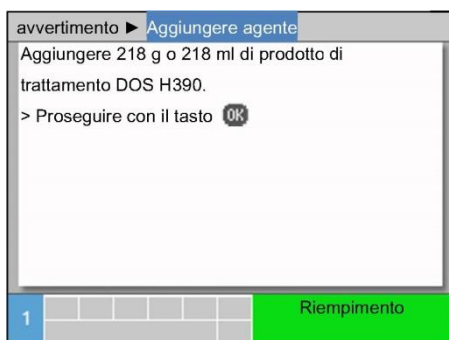 avvertimento ► Aggiungere agente
Aggiungere 218 g o 218 ml di prodotto di
trattamento DOS H390.
> Proseguire con il tasto OK
1
Riempimento